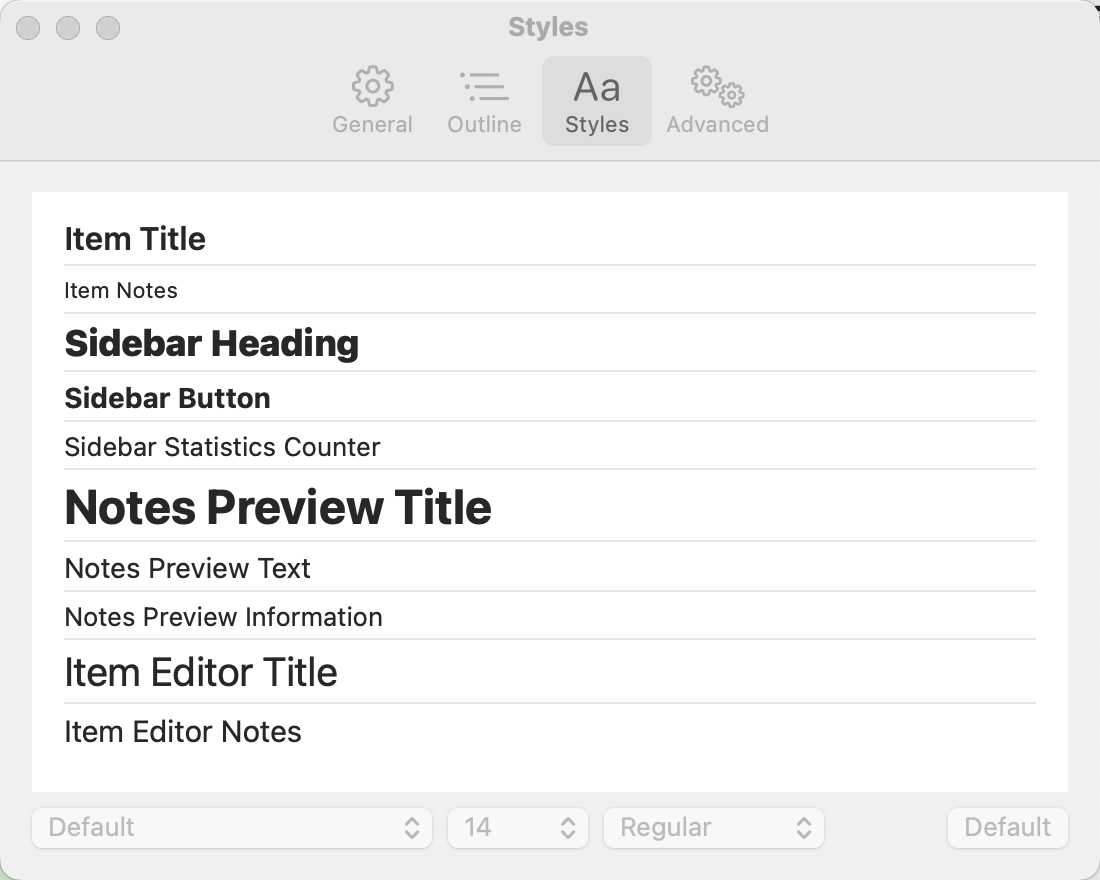 Styles
General Outline Aa Styles Advanced
Item Title
Item Notes
Sidebar Heading
Sidebar Button
Sidebar Statistics Counter
Notes Preview Title
Notes Preview Text
Notes Preview Information
Item Editor Title
Item Editor Notes
Default 14 Regular Default